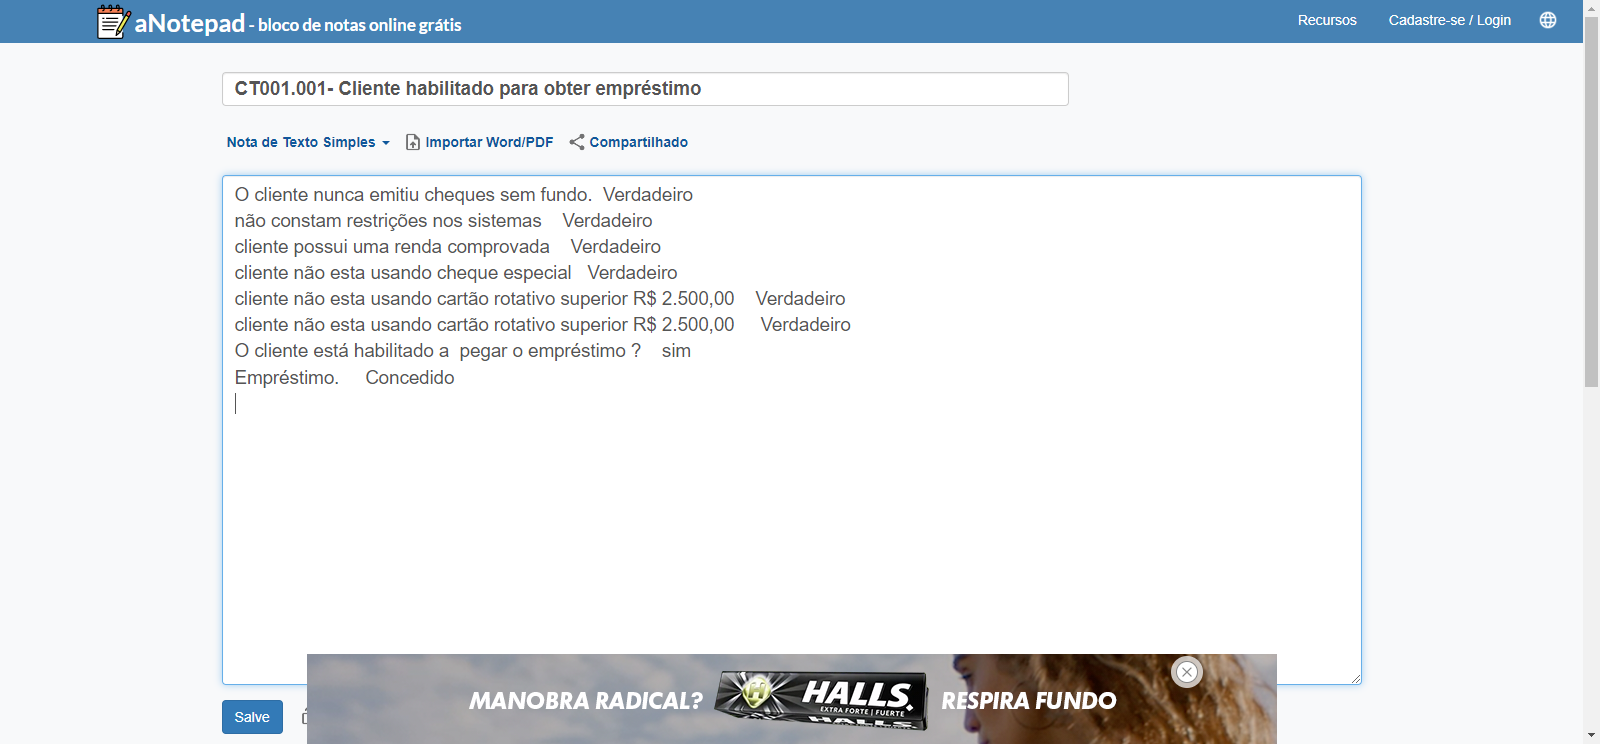 aNotepad - bloco de notas online grátis
Recursos Cadastre-se / Login
CT001.001- Cliente habilitado para obter empréstimo
Nota de Texto Simples Importar Word/PDF Compartilhado
O cliente nunca emitiu cheques sem fundo. Verdadeiro
não constam restrições nos sistemas Verdadeiro
cliente possui uma renda comprovada Verdadeiro
cliente não esta usando cheque especial Verdadeiro
cliente não esta usando cartão rotativo superior R$ 2.500,00 Verdadeiro
cliente não esta usando cartão rotativo superior R$ 2.500,00 Verdadeiro
O cliente está habilitado a pegar o empréstimo ? sim
Empréstimo. Concedido
MANOBRA RADICAL? HALLS. RESPIRA FUNDO
EXTRA FORTE | FUERTE
HALLS
Salve